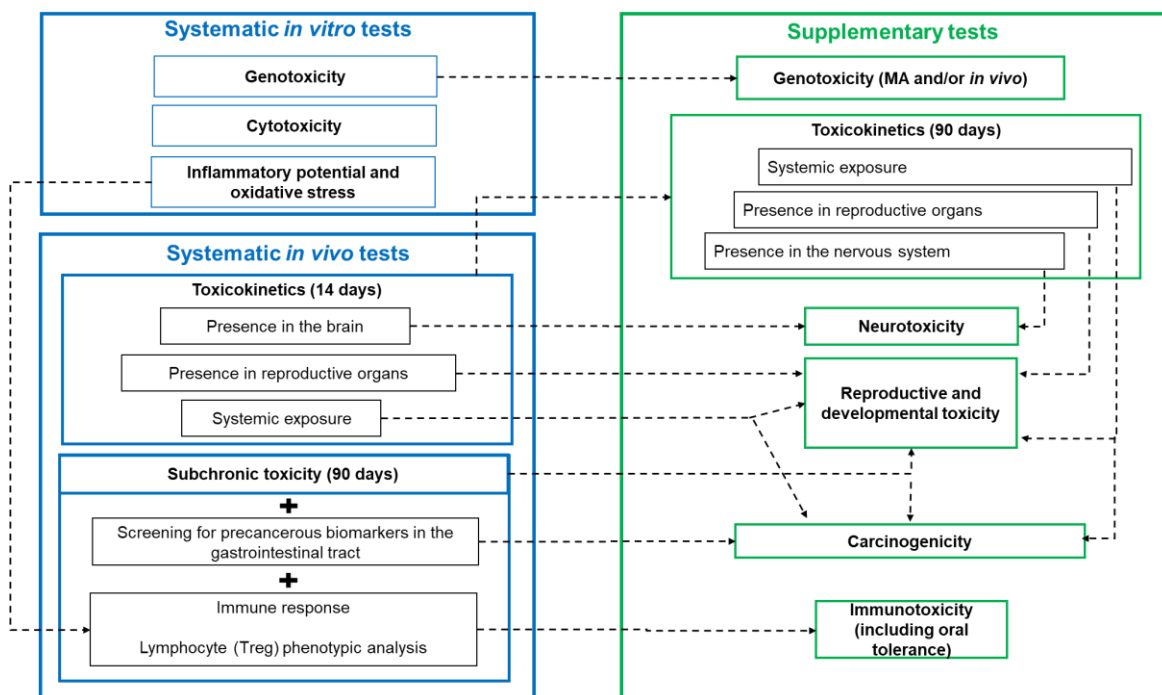 Systematic in vitro tests
Genotoxicity
Cytotoxicity
Inflammatory potential and
oxidative stress
Systematic in vivo tests
Toxicokinetics (14 days)
Presence in the brain
Presence in reproductive organs
Systemic exposure
Subchronic toxicity (90 days)
+
Screening for precancerous biomarkers in the
gastrointestinal tract
+
Immune response
Lymphocyte (Treg) phenotypic analysis
Supplementary tests
Genotoxicity (MA and/or in vivo)
Toxicokinetics (90 days)
Systemic exposure
Presence in reproductive organs
Presence in the nervous system
Neurotoxicity
Reproductive and
developmental toxicity
Carcinogenicity
Immunotoxicity
(including oral
tolerance)